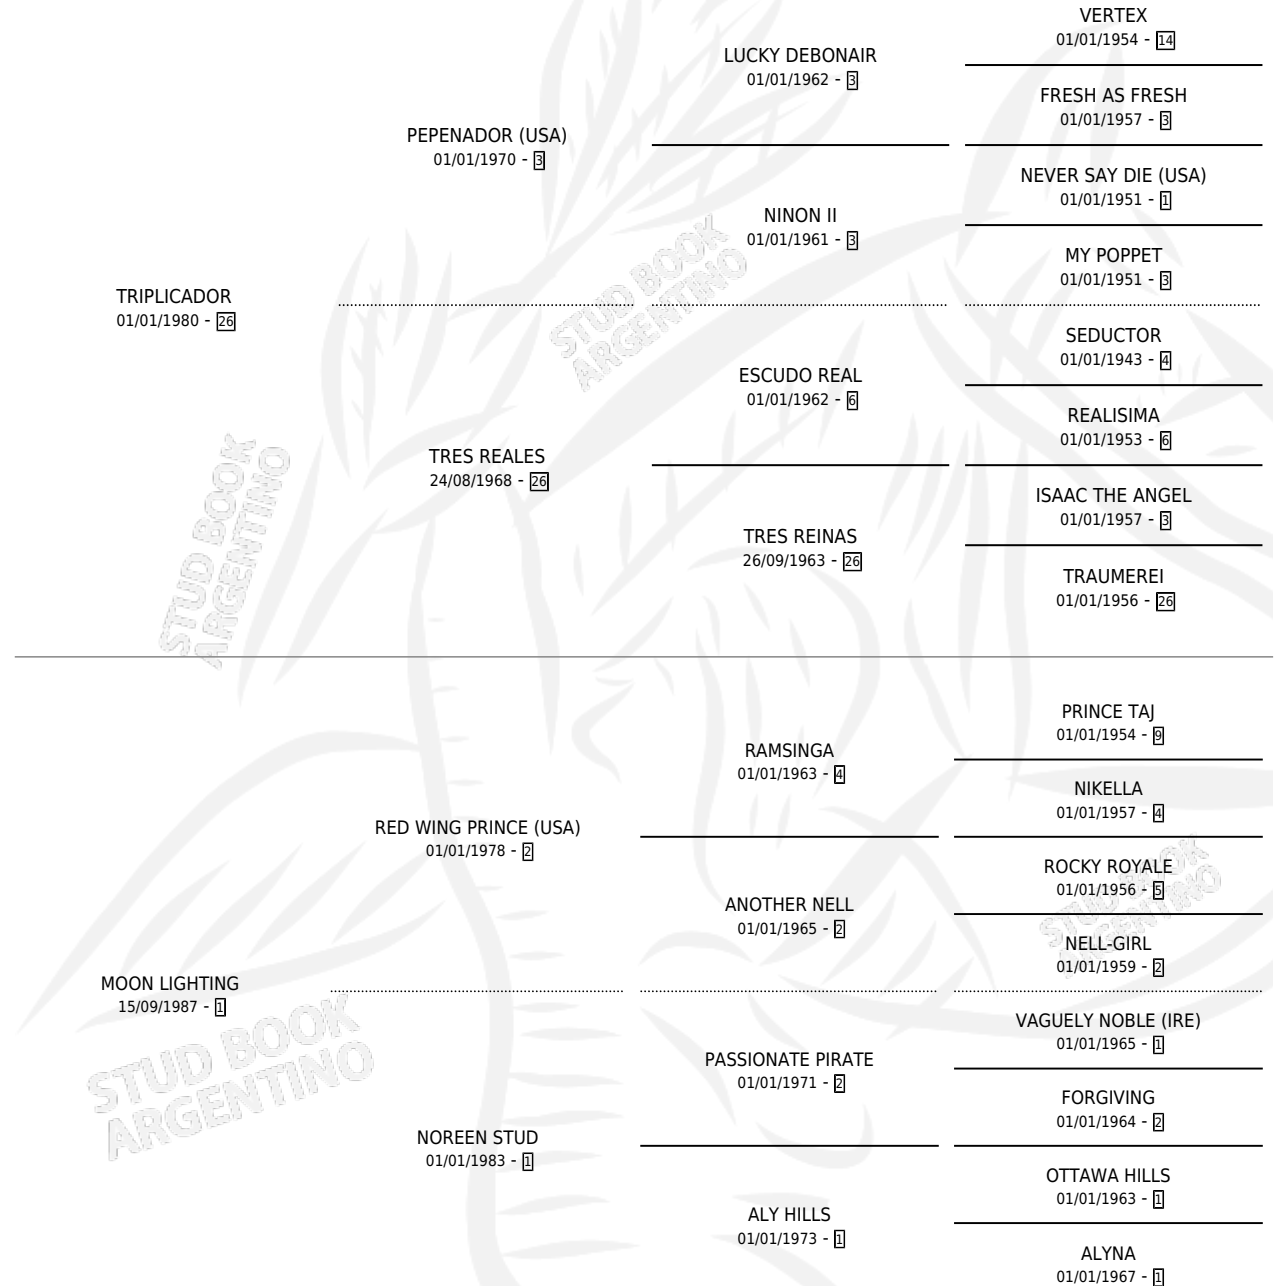 VERTEX
01/01/1954 - 14
LUCKY DEBONAIR
01/01/1962 - 3
FRESH AS FRESH
01/01/1957 - 3
PEPENADOR (USA)
01/01/1970 - 3
NEVER SAY DIE (USA)
01/01/1951 - 1
NINON II
01/01/1961 - 3
MY POPPET
01/01/1951 - 3
TRIPLICADOR
01/01/1980 - 26
SEDUCTOR
01/01/1943 - 4
ESCUDO REAL
01/01/1962 - 6
REALISIMA
01/01/1953 - 6
TRES REALES
24/08/1968 - 26
ISAAC THE ANGEL
01/01/1957 - 3
TRES REINAS
26/09/1963 - 26
TRAUMEREI
01/01/1956 - 26
STUD BOOK
ARGENTINO
STUD BOOK
ARGENTINO
PRINCE TAJ
01/01/1954 - 9
RAMSINGA
01/01/1963 - 4
NIKELLA
01/01/1957 - 4
RED WING PRINCE (USA)
01/01/1978 - 2
ROCKY ROYALE
01/01/1956 - 5
ANOTHER NELL
01/01/1965 - 2
NELL-GIRL
01/01/1959 - 2
MOON LIGHTING
15/09/1987 - 1
VAGUELY NOBLE (IRE)
01/01/1965 - 1
PASSIONATE PIRATE
01/01/1971 - 2
FORGIVING
01/01/1964 - 2
NOREEN STUD
01/01/1983 - 1
OTTAWA HILLS
01/01/1963 - 1
ALY HILLS
01/01/1973 - 1
ALYNA
01/01/1967 - 1
STUD BOOK
ARGENTINO
STUD BOOK
ARGENTINO